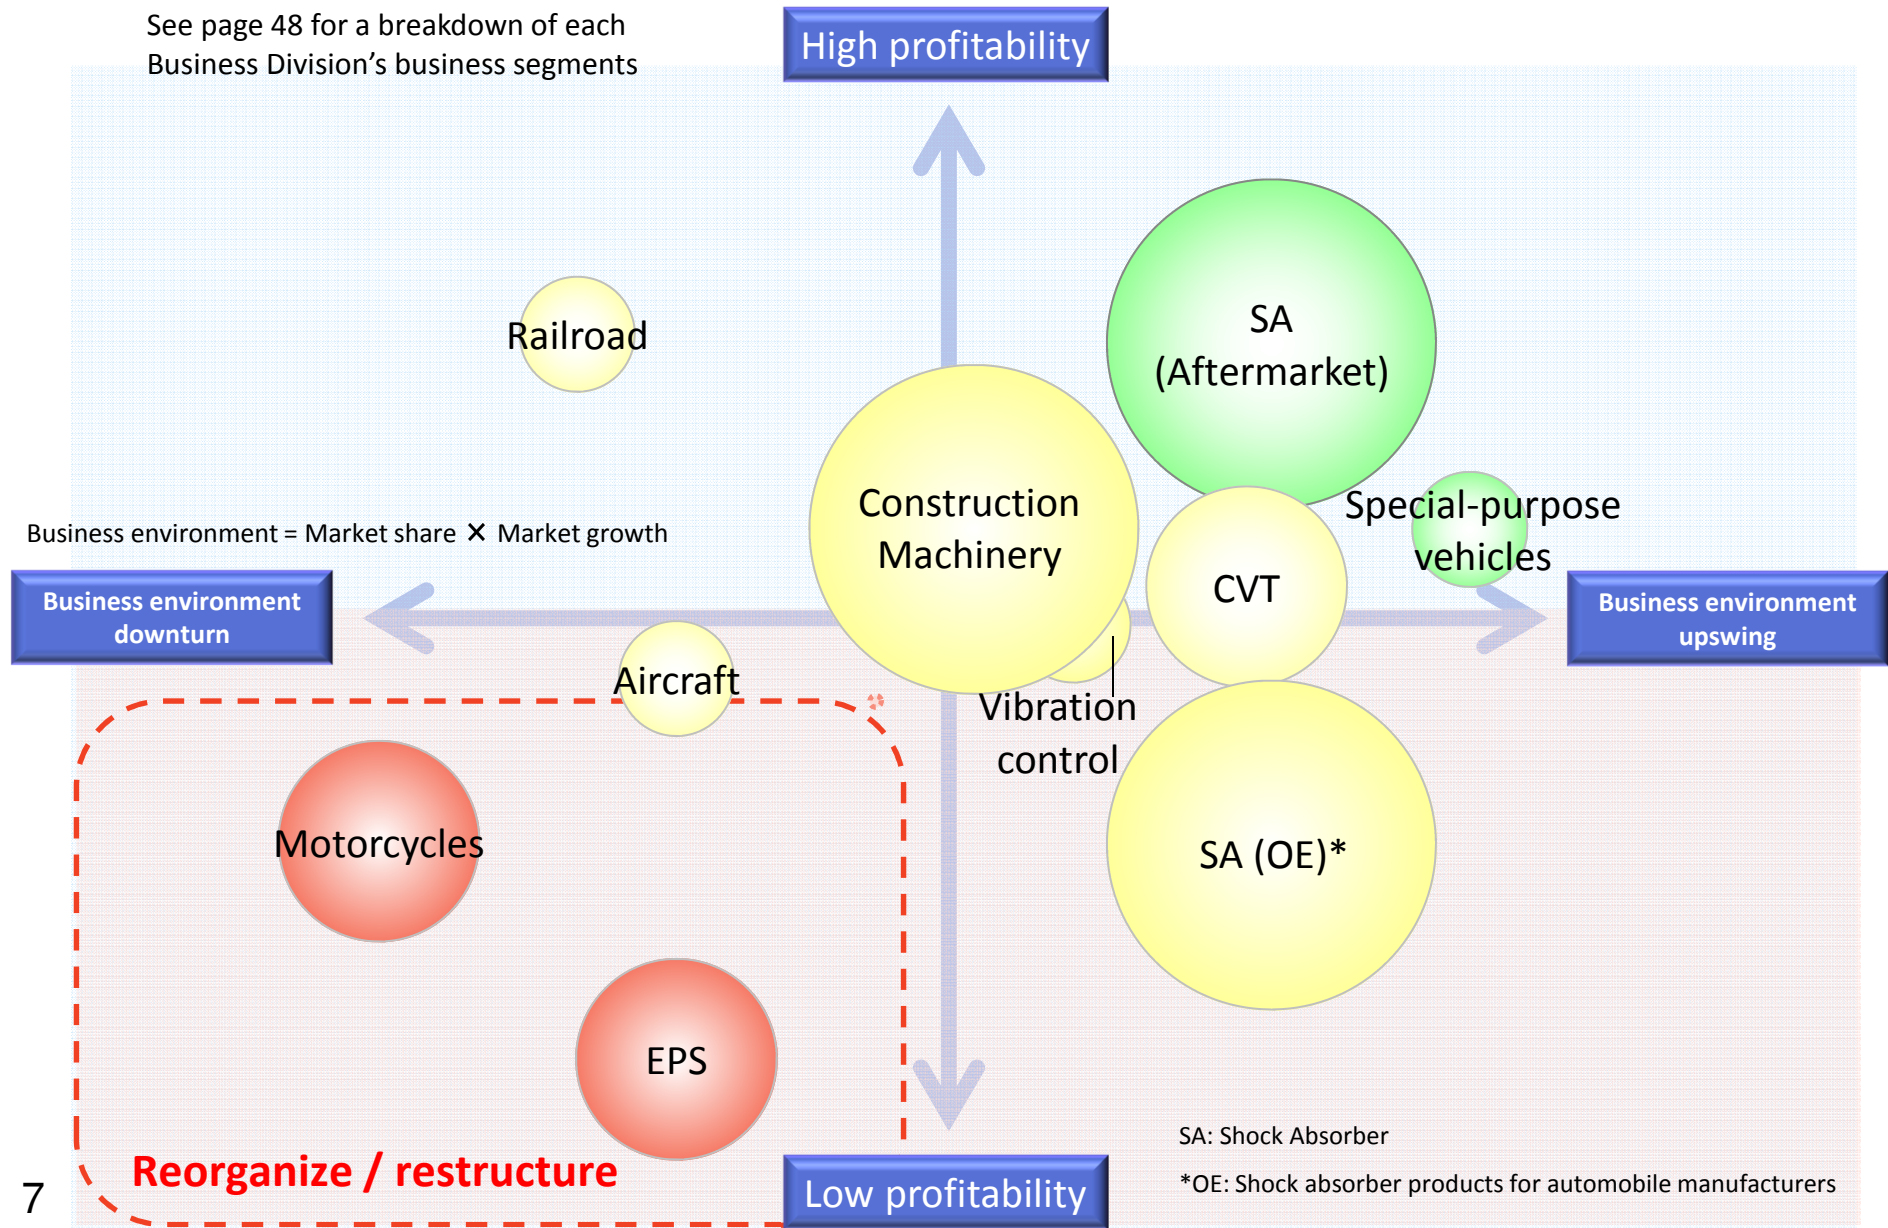 See page 48 for a breakdown of each
Business Division's business segments
High profitability
Railroad
SA
(Aftermarket)
Construction
Machinery
Special-purpose
vehicles
Business environment = Market share × Market growth
CVT
Business environment
downturn
Business environment
upswing
Aircraft
Vibration
control
Motorcycles
SA (OE)*
EPS
SA: Shock Absorber
Reorganize / restructure
Low profitability
*OE: Shock absorber products for automobile manufacturers
7